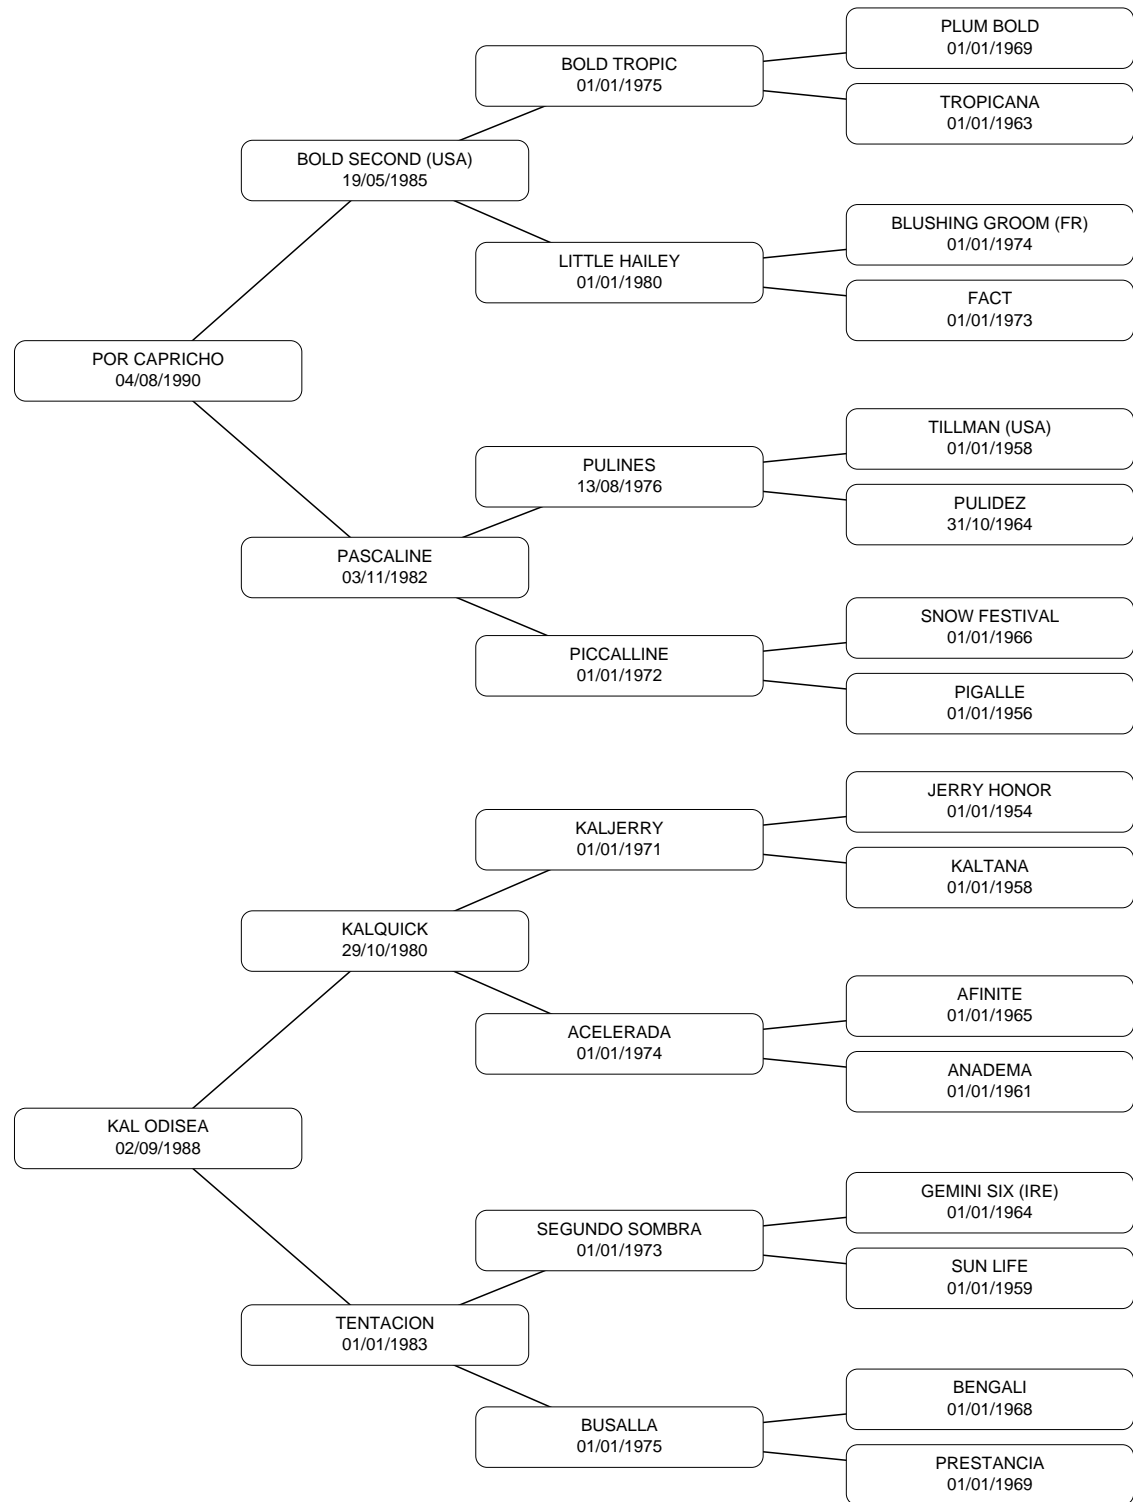 PLUM BOLD
01/01/1969
BOLD TROPIC
01/01/1975
TROPICANA
01/01/1963
BOLD SECOND (USA)
19/05/1985
BLUSHING GROOM (FR)
01/01/1974
LITTLE HAILEY
01/01/1980
FACT
01/01/1973
POR CAPRICHO
04/08/1990
TILLMAN (USA)
01/01/1958
PULINES
13/08/1976
PULIDEZ
31/10/1964
PASCALINE
03/11/1982
SNOW FESTIVAL
01/01/1966
PICCALLINE
01/01/1972
PIGALLE
01/01/1956
JERRY HONOR
01/01/1954
KALJERRY
01/01/1971
KALTANA
01/01/1958
KALQUICK
29/10/1980
AFINITE
01/01/1965
ACELERADA
01/01/1974
ANADEMA
01/01/1961
KAL ODISEA
02/09/1988
GEMINI SIX (IRE)
01/01/1964
SEGUNDO SOMBRA
01/01/1973
SUN LIFE
01/01/1959
TENTACION
01/01/1983
BENGALI
01/01/1968
BUSALLA
01/01/1975
PRESTANCIA
01/01/1969